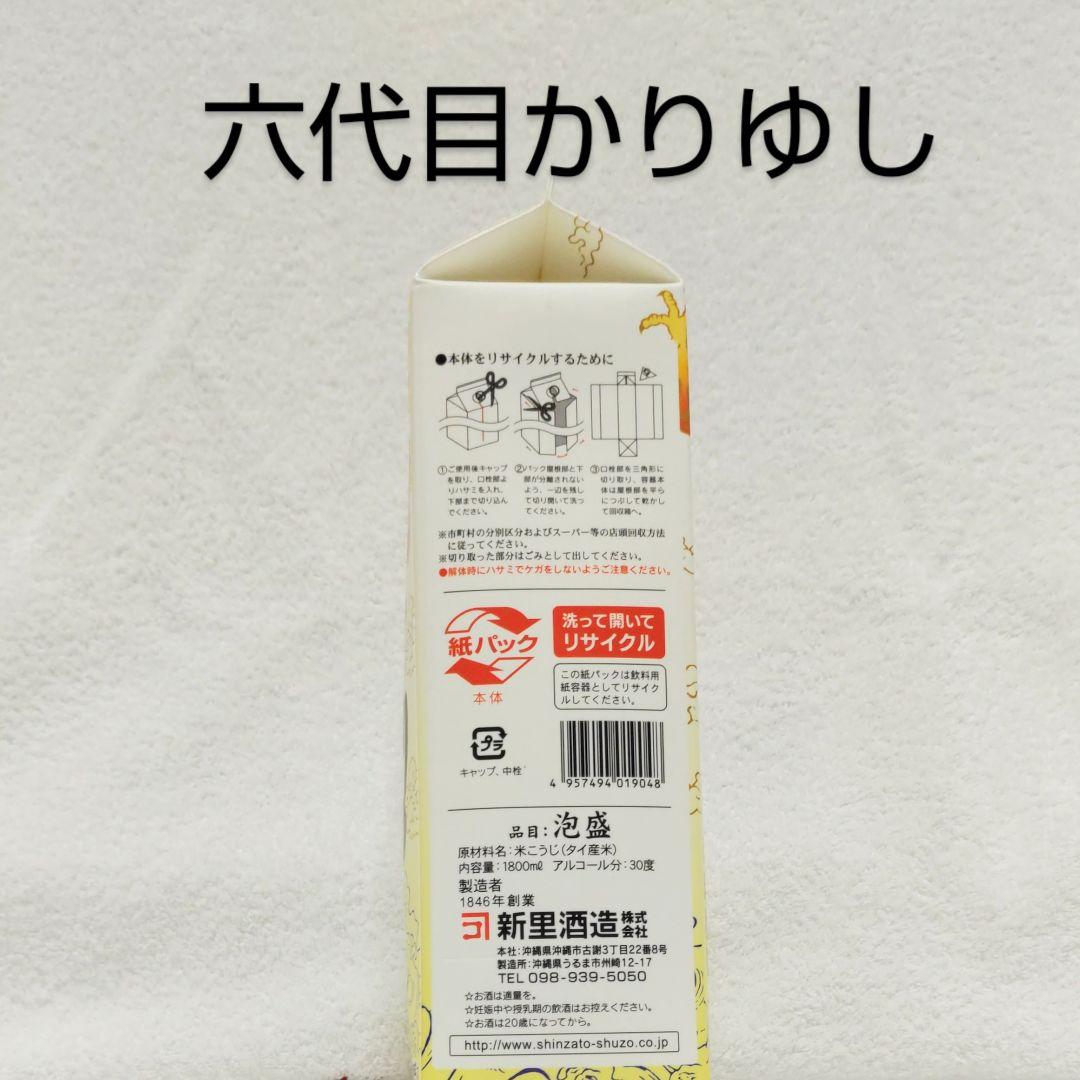 六代目かりゆし
●本体をリサイクルするために
①ご使用後キャップを取り、口栓部よりハサミを入れ、下部まで切り込んでください。
②パック屋根部と下部が分離されないよう、一辺を残して切り開いて洗ってください。
③口栓部を三角形に切り取り、容器本体は屋根部を平らにつぶして乾かして回収箱へ。
※市町村の分別区分およびスーパー等の店頭回収方法
に従ってください。
※切り取った部分はごみとして出してください。
●解体時にハサミでケガをしないようご注意ください。
紙パック
本体
洗って開いて
リサイクル
この紙パックは飲料用
紙容器としてリサイク
ルしてください。
プラ
キャップ、中栓
4 957494 019048
品目:泡盛
原材料名:米こうじ(タイ産米)
内容量:1800mℓ アルコール分:30度
製造者
1846年創業
新里酒造株式会社
本社:沖縄県沖縄市古謝3丁目22番8号
製造所:沖縄県うるま市州崎12-17
TEL 098-939-5050
☆お酒は適量を。
☆妊娠中や授乳期の飲酒はお控えください。
☆お酒は20歳になってから。
http://www.shinzato-shuzo.co.jp